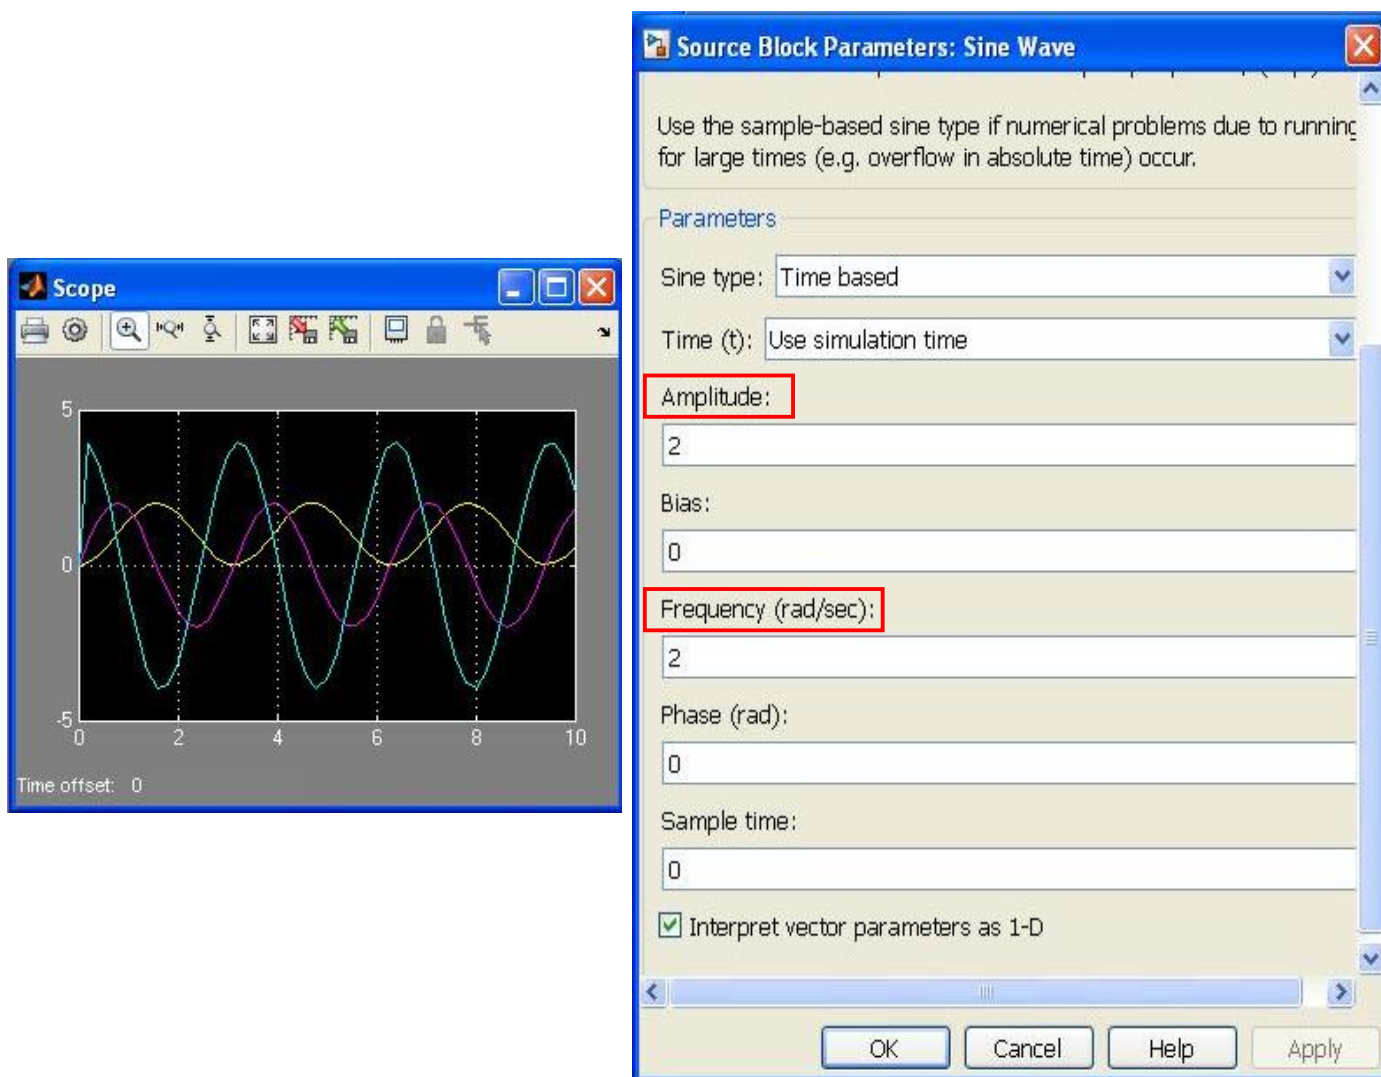 Scope
5
0
-5
0 2 4 6 8 10
Time offset: 0
Source Block Parameters: Sine Wave
Use the sample-based sine type if numerical problems due to running
for large times (e.g. overflow in absolute time) occur.
Parameters
Sine type: Time based
Time (t): Use simulation time
Amplitude:
2
Bias:
0
Frequency (rad/sec):
2
Phase (rad):
0
Sample time:
0
Interpret vector parameters as 1-D
OK Cancel Help Apply